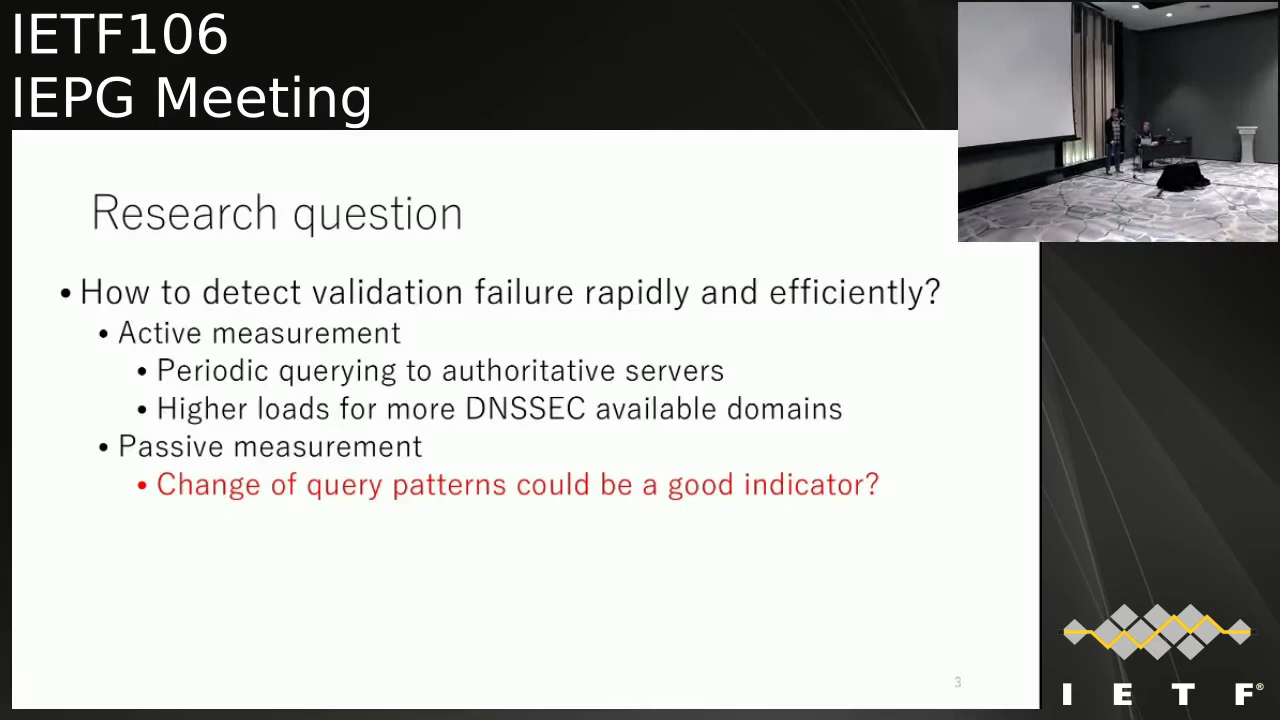 IETF106
IEPG Meeting
Research question
• How to detect validation failure rapidly and efficiently?
• Active measurement
• Periodic querying to authoritative servers
• Higher loads for more DNSSEC available domains
• Passive measurement
• Change of query patterns could be a good indicator?
3
I E T F®